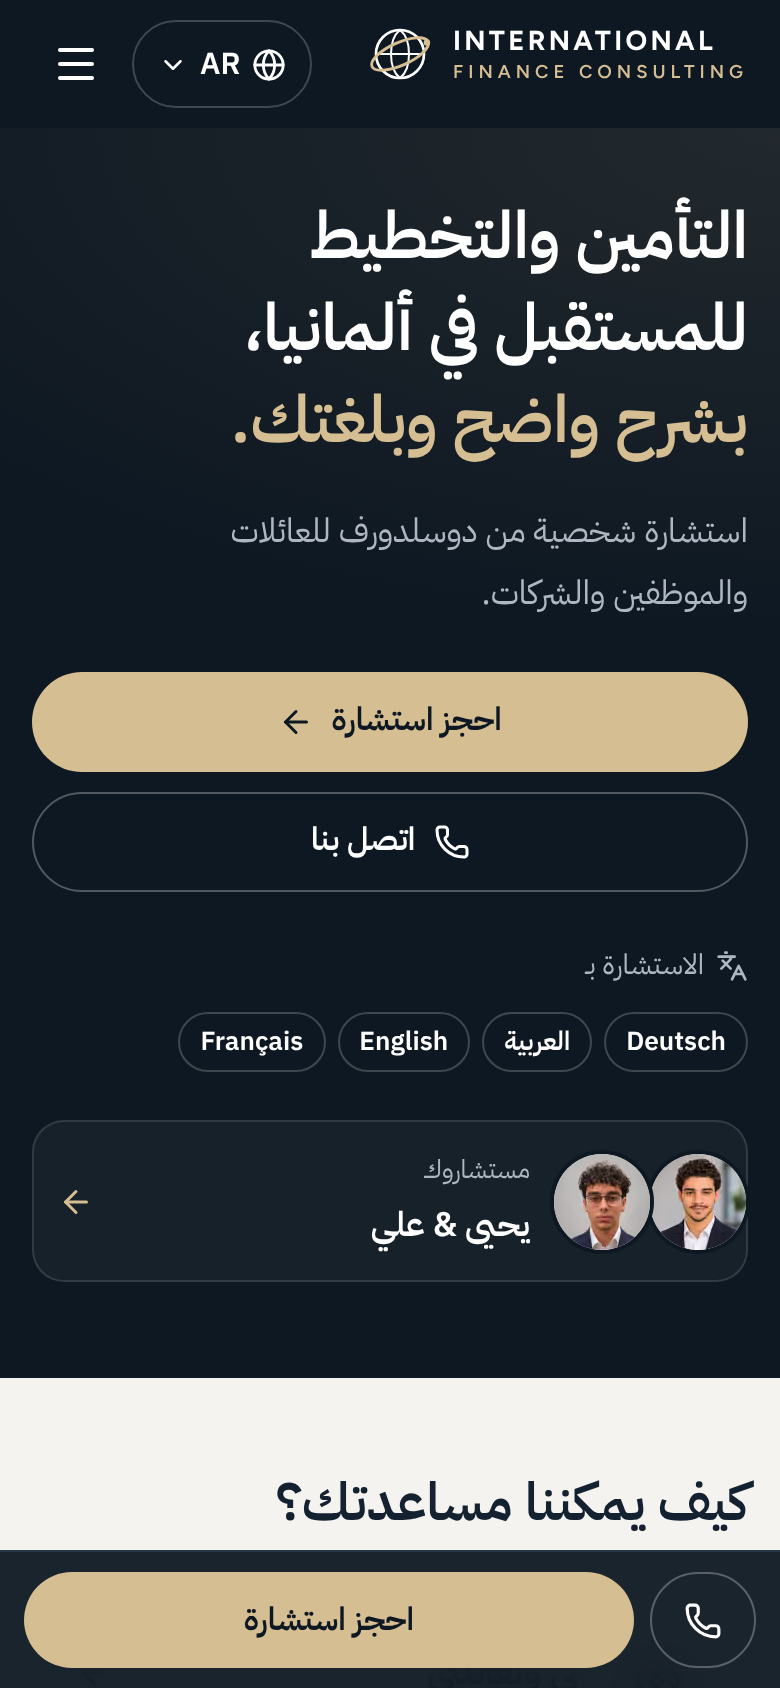 INTERNATIONAL
FINANCE CONSULTING
AR
التأمين والتخطيط
للمستقبل في ألمانيا،
بشرح واضح وبلغتك.
استشارة شخصية من دوسلدورف للعائلات
والموظفين والشركات.
احجز استشارة
اتصل بنا
الاستشارة بـ
Deutsch العربية English Français
مستشاروك
يحيى & علي
كيف يمكننا مساعدتك؟
احجز استشارة